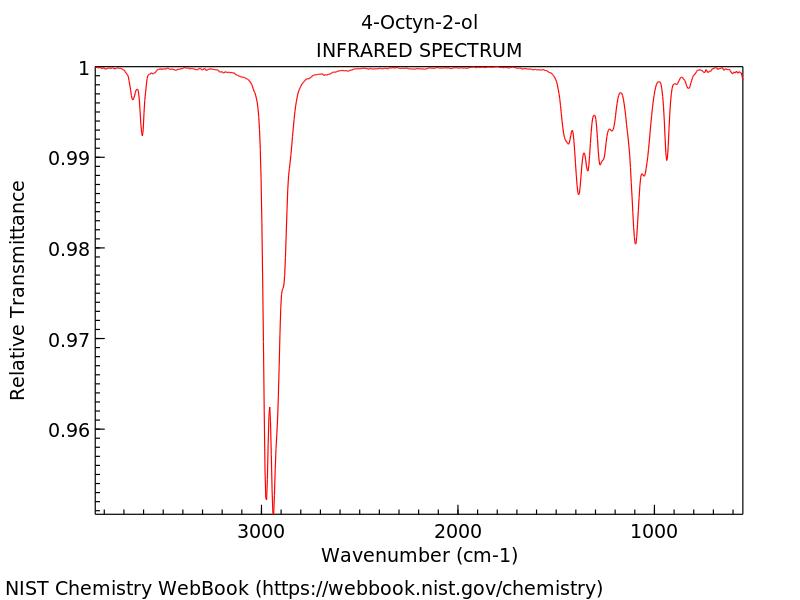 4-Octyn-2-ol
INFRARED SPECTRUM
1
0.99
0.98
0.97
0.96
Relative Transmittance
3000 2000 1000
Wavenumber (cm-1)
NIST Chemistry WebBook (https://webbook.nist.gov/chemistry)